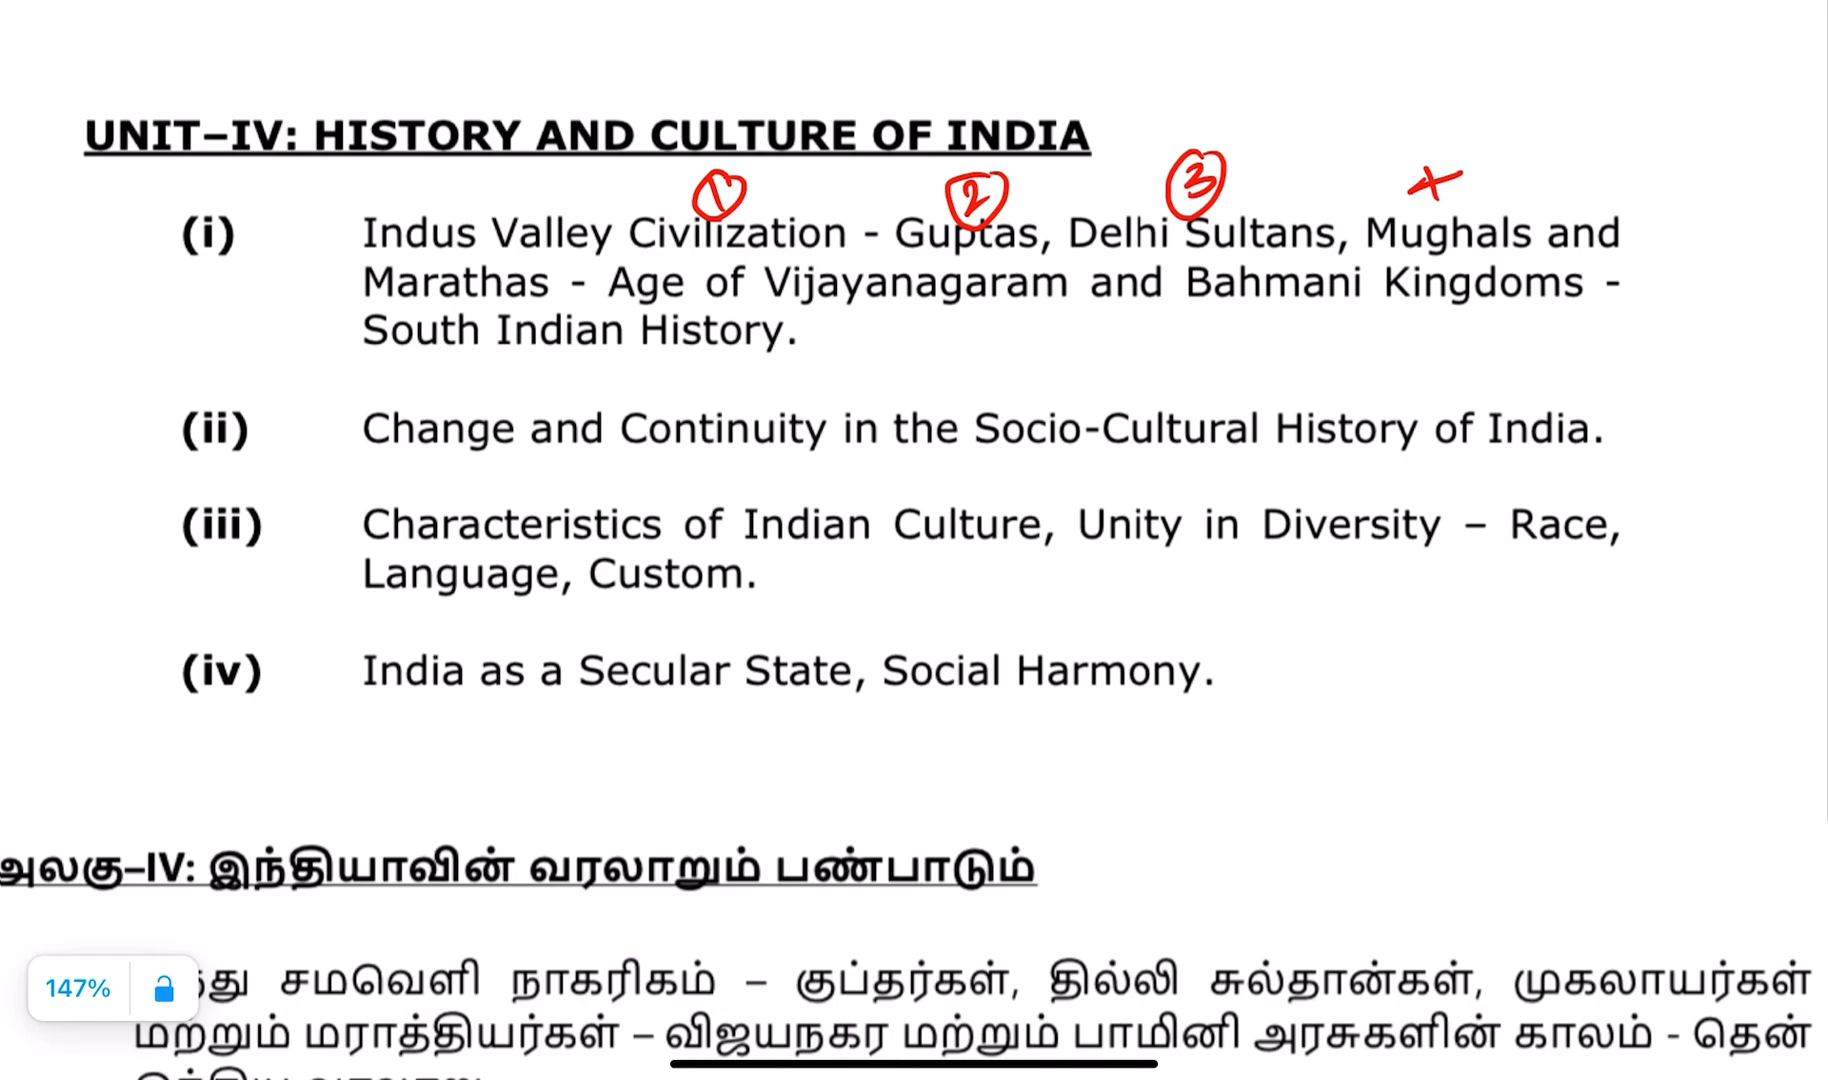 UNIT–IV: HISTORY AND CULTURE OF INDIA
1 2 3
(i) Indus Valley Civilization - Guptas, Delhi Sultans, Mughals and
Marathas - Age of Vijayanagaram and Bahmani Kingdoms -
South Indian History.
(ii) Change and Continuity in the Socio-Cultural History of India.
(iii) Characteristics of Indian Culture, Unity in Diversity – Race,
Language, Custom.
(iv) India as a Secular State, Social Harmony.
அலகு–IV: இந்தியாவின் வரலாறும் பண்பாடும்
147%
சமவெளி நாகரிகம் – குப்தர்கள், தில்லி சுல்தான்கள், முகலாயர்கள்
மற்றும் மராத்தியர்கள் – விஜயநகர மற்றும் பாமினி அரசுகளின் காலம் - தென்